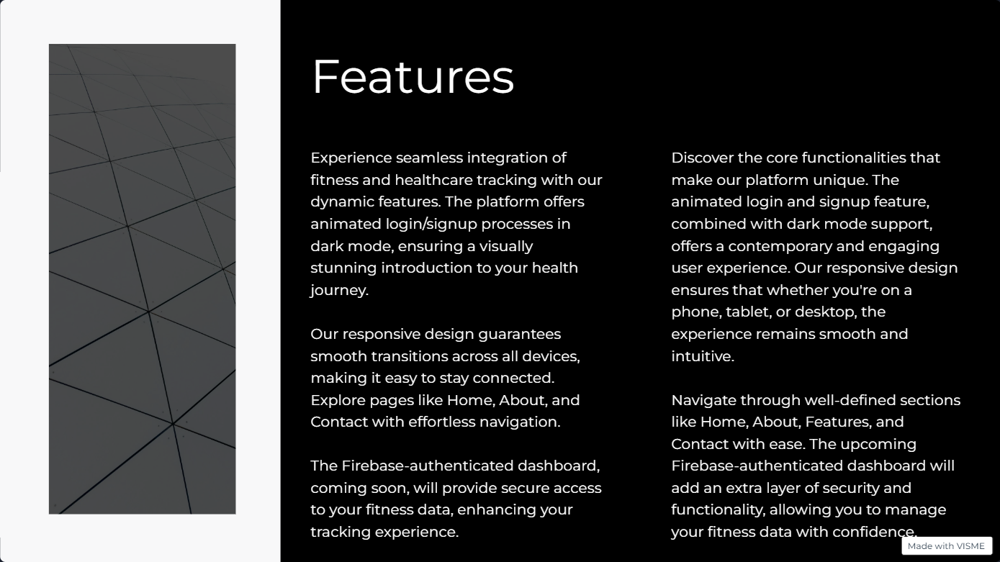 Features
Experience seamless integration of
fitness and healthcare tracking with our
dynamic features. The platform offers
animated login/signup processes in
dark mode, ensuring a visually
stunning introduction to your health
journey.
Our responsive design guarantees
smooth transitions across all devices,
making it easy to stay connected.
Explore pages like Home, About, and
Contact with effortless navigation.
The Firebase-authenticated dashboard,
coming soon, will provide secure access
to your fitness data, enhancing your
tracking experience.
Discover the core functionalities that
make our platform unique. The
animated login and signup feature,
combined with dark mode support,
offers a contemporary and engaging
user experience. Our responsive design
ensures that whether you're on a
phone, tablet, or desktop, the
experience remains smooth and
intuitive.
Navigate through well-defined sections
like Home, About, Features, and
Contact with ease. The upcoming
Firebase-authenticated dashboard will
add an extra layer of security and
functionality, allowing you to manage
your fitness data with confidence.
Made with VISME